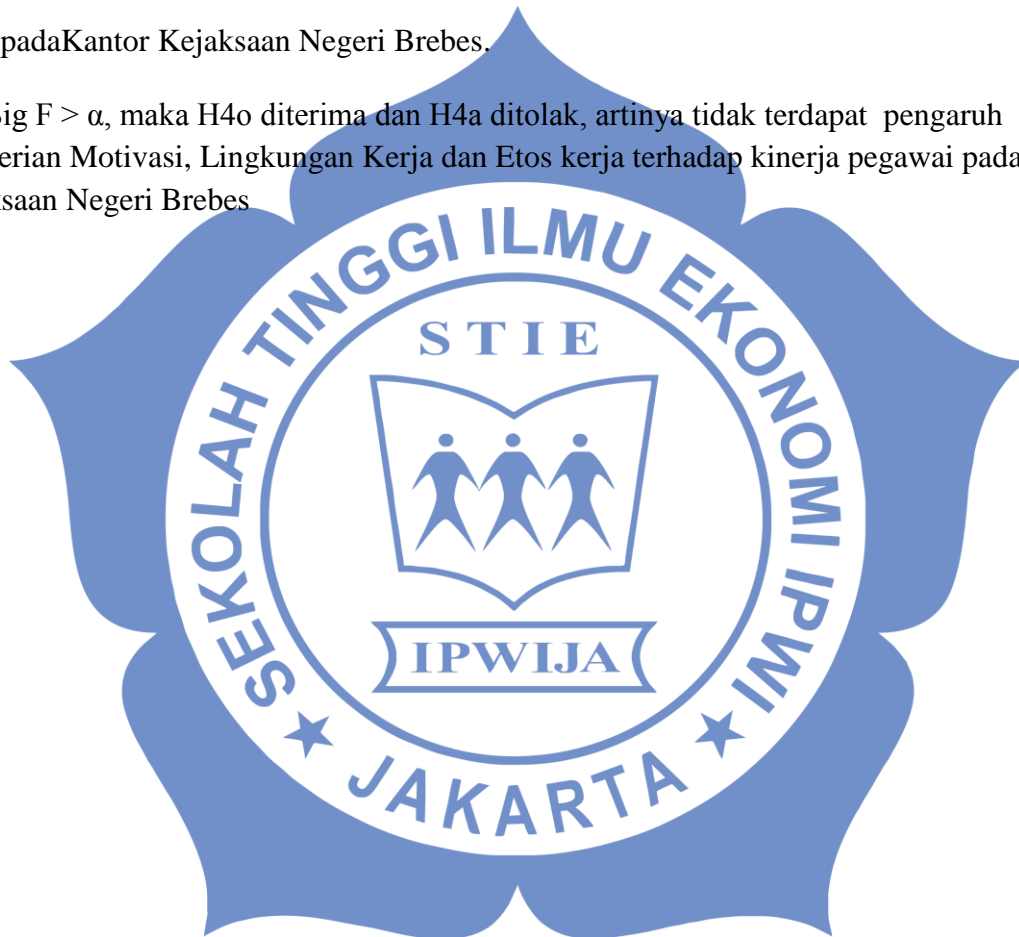 padaKantor Kejaksaan Negeri Brebes.
ig F > α, maka H4o diterima dan H4a ditolak, artinya tidak terdapat pengaruh
erian Motivasi, Lingkungan Kerja dan Etos kerja terhadap kinerja pegawai pada
saan Negeri Brebes
SEKOLAH TINGGI ILMU EKONOMI IPWI
STIE
IPWIJA
★ JAKARTA ★